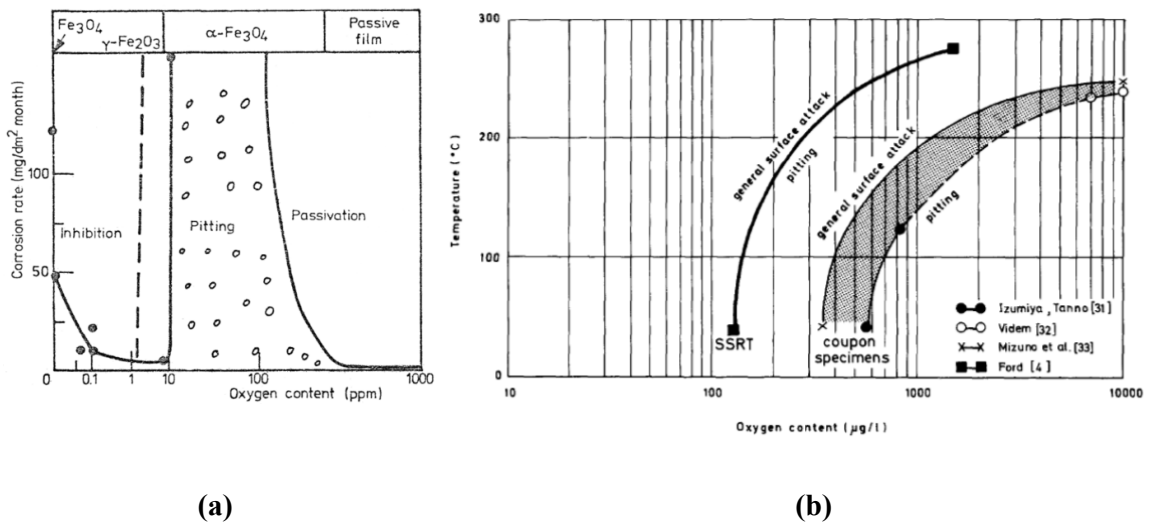 Fe₃O₄
γ-Fe2O3
α-Fe₃O₄
Passive
film
Corrosion rate (mg/dm² month)
100
50
0
Inhibition
Pitting
Passivation
0 0.1 1 10 100 1000
Oxygen content (ppm)
(a)
Temperature (°C)
300
200
100
0
general surface attack
pitting
general surface attack
pitting
SSRT
coupon
specimens
Izumiya, Tanno [31]
Videm [32]
Mizuno et al. [33]
Ford [4]
10 100 1000 10000
Oxygen content (µg/l)
(b)